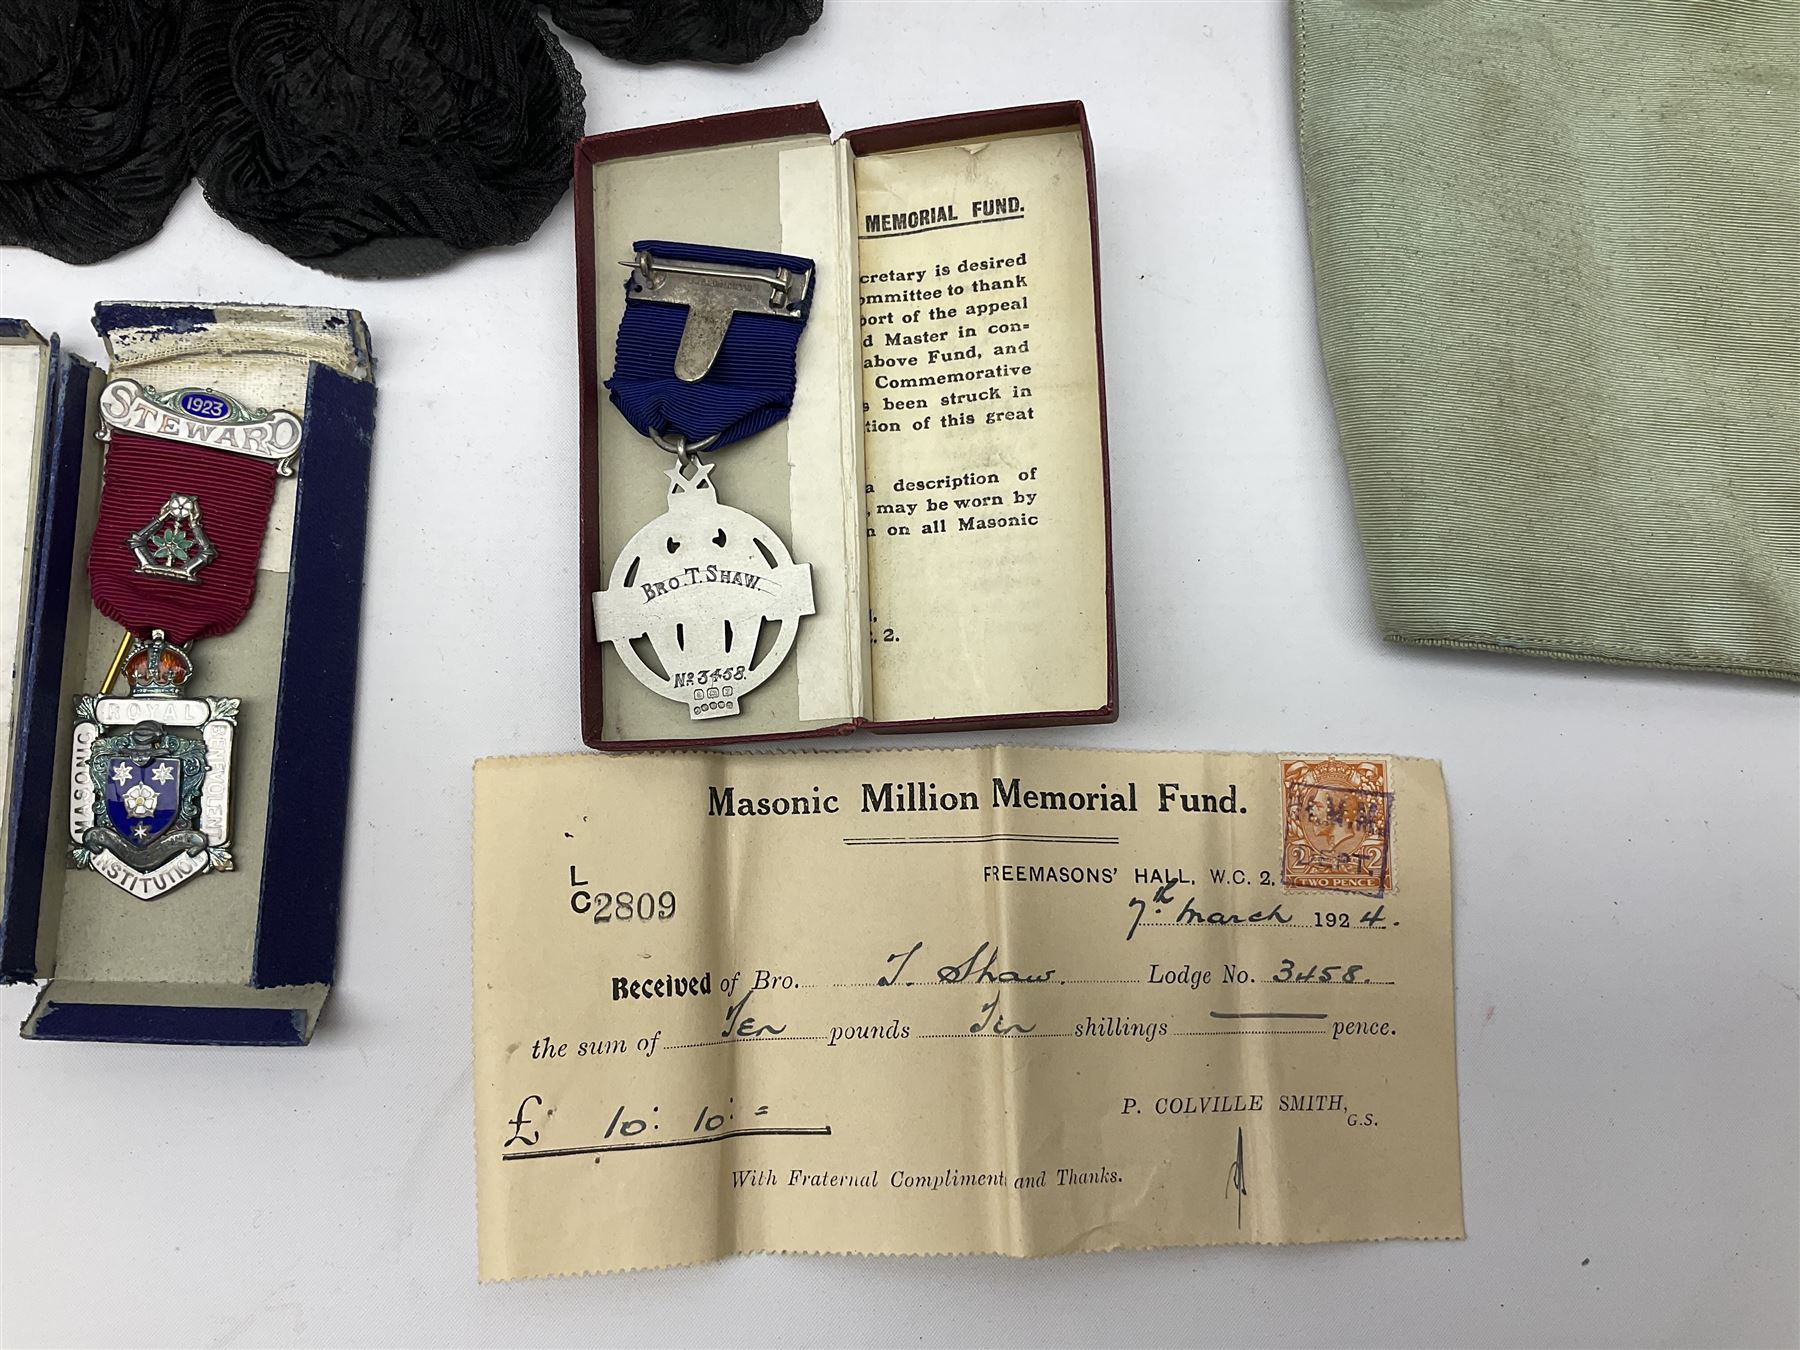 1923
STEWARD
ROYAL
MASONIC
BENEVOLENT
INSTITUTION
BRO. T. SHAW.
No 3458.
MEMORIAL FUND.
cretary is desired
ommittee to thank
port of the appeal
d Master in con=
above Fund, and
Commemorative
s been struck in
tion of this great
a description of
, may be worn by
n on all Masonic
2.
Masonic Million Memorial Fund.
FREEMASONS' HALL, W.C. 2,
2 2
TWO PENCE
L
C 2809
7th March 1924.
Received of Bro. T. Shaw. Lodge No. 3458.
the sum of Ten pounds Ten shillings — pence.
P. COLVILLE SMITH,
G.S.
£ 10 : 10 : =
With Fraternal Compliments and Thanks.